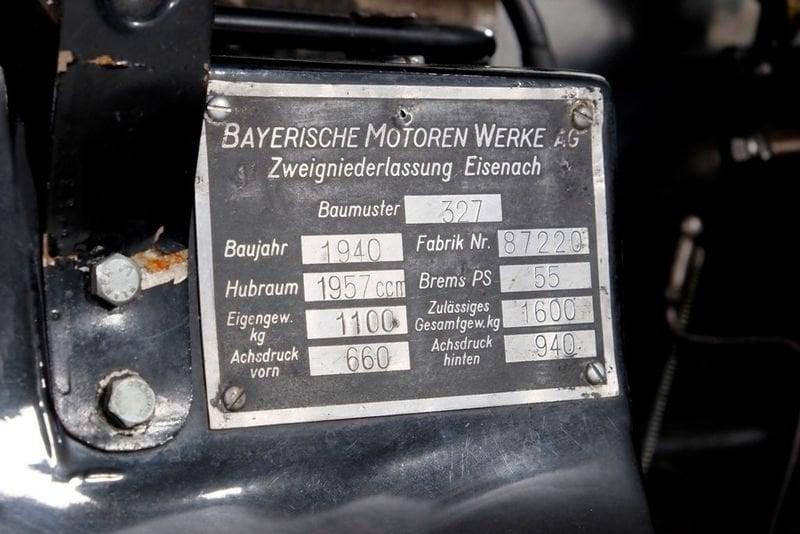 BAYERISCHE MOTOREN WERKE AG
Zweigniederlassung Eisenach
Baumuster 327
Baujahr 1940 Fabrik Nr. 87220
Hubraum 1957 ccm Brems PS 55
Eigengew. kg 1100 Zulässiges Gesamtgew. kg 1600
Achsdruck vorn 660 Achsdruck hinten 940